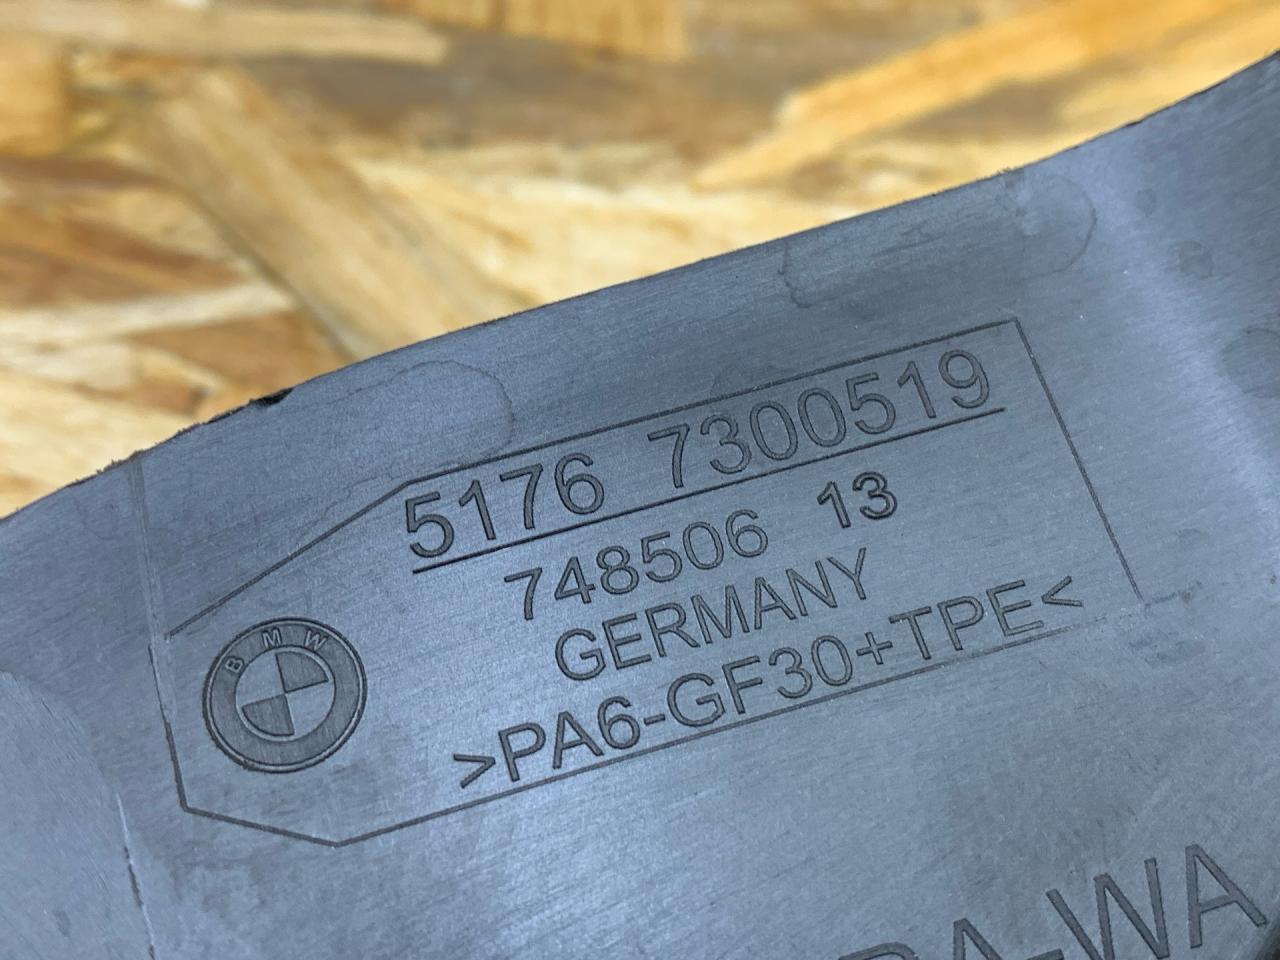 5176 7300519
748506 13
GERMANY
BMW
>PA6-GF30+TPE<